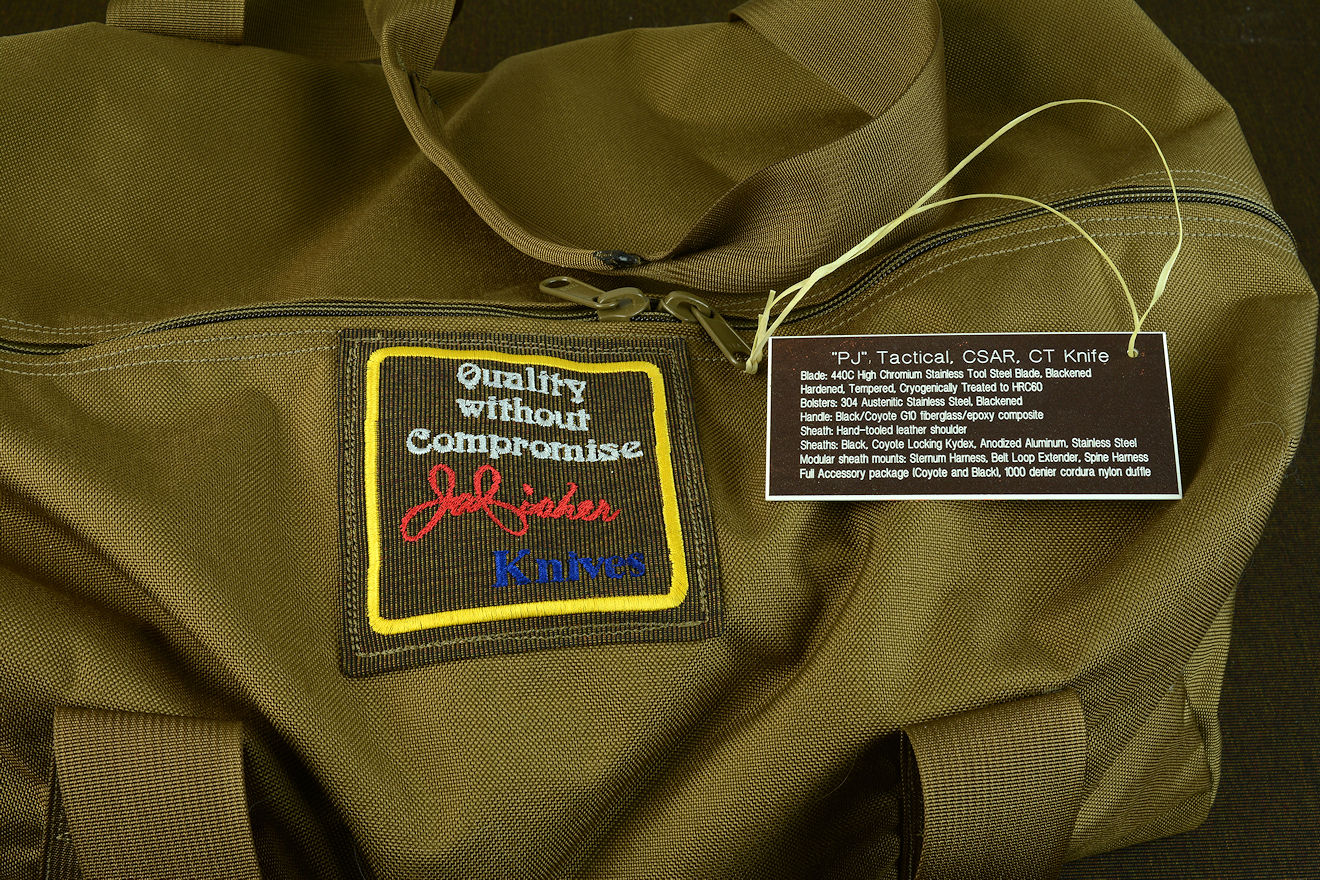 Quality
without
Compromise
JayFisher
Knives
"PJ", Tactical, CSAR, CT Knife
Blade: 440C High Chromium Stainless Tool Steel Blade, Blackened
Hardened, Tempered, Cryogenically Treated to HRC60
Bolsters: 304 Austenitic Stainless Steel, Blackened
Handle: Black/Coyote G10 fiberglass/epoxy composite
Sheath: Hand-tooled leather shoulder
Sheaths: Black, Coyote Locking Kydex, Anodized Aluminum, Stainless Steel
Modular sheath mounts: Sternum Harness, Belt Loop Extender, Spine Harness
Full Accessory package (Coyote and Black), 1000 denier cordura nylon duffle